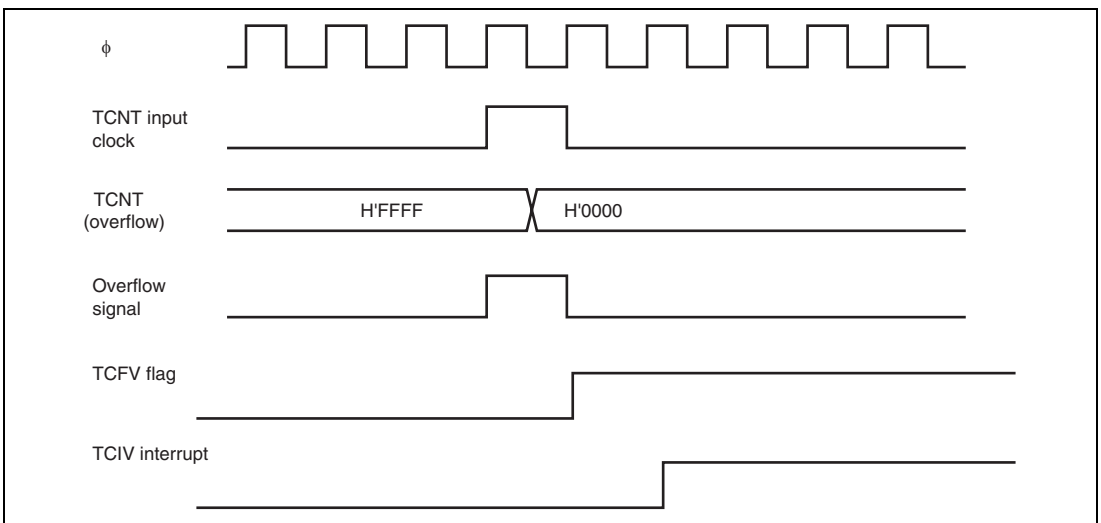 ϕ
TCNT input
clock
TCNT
(overflow)
H'FFFF
H'0000
Overflow
signal
TCFV flag
TCIV interrupt